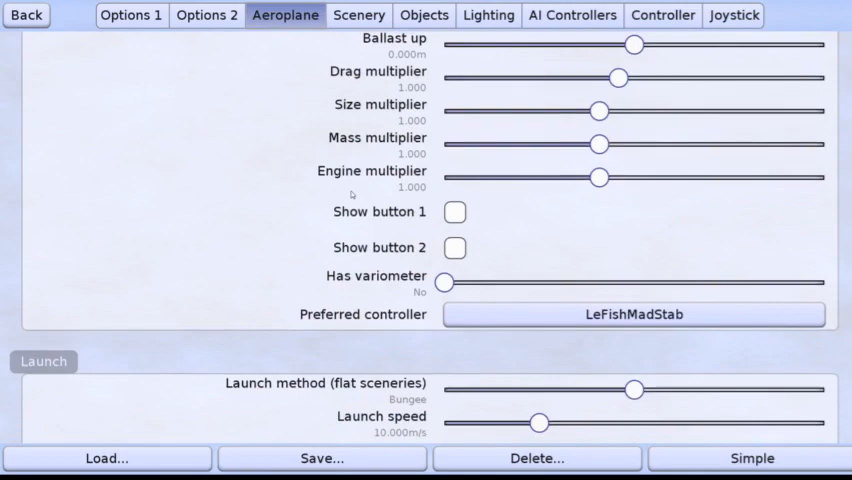 Back
Options 1
Options 2
Aeroplane
Scenery
Objects
Lighting
AI Controllers
Controller
Joystick
Ballast up
0.000m
Drag multiplier
1.000
Size multiplier
1.000
Mass multiplier
1.000
Engine multiplier
1.000
Show button 1
Show button 2
Has variometer
No
Preferred controller
LeFishMadStab
Launch
Launch method (flat sceneries)
Bungee
Launch speed
10.000m/s
Load...
Save...
Delete...
Simple